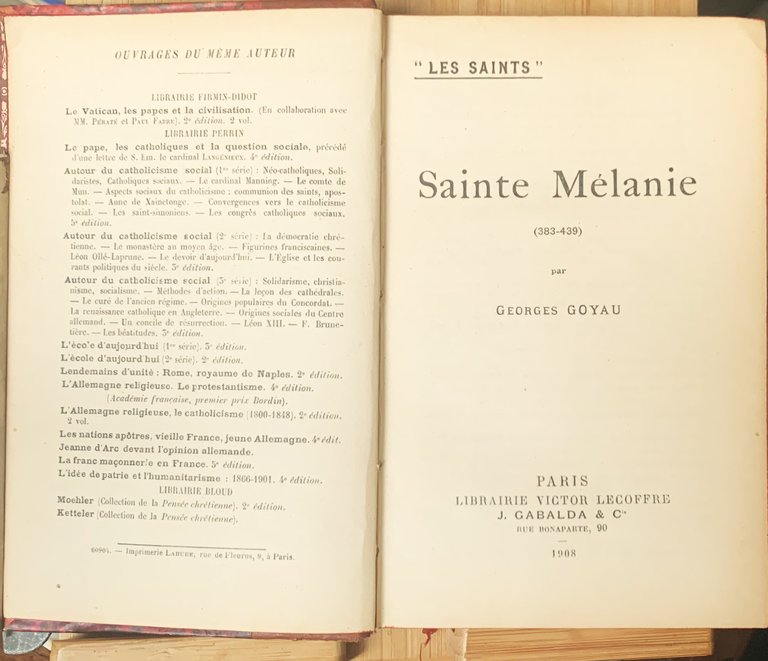 OUVRAGES DU MÊME AUTEUR
LIBRAIRIE FIRMIN-DIDOT
Le Vatican, les papes et la civilisation. (En collaboration avec
MM. PÉRATÉ et PAUL FABRE). 2e édition. 2 vol.
LIBRAIRIE PERRIN
Le pape, les catholiques et la question sociale, précédé
d'une lettre de S. Em. le cardinal LANGÉNIEUX. 4e édition.
Autour du catholicisme social (1re série) : Néo-catholiques, Soli-
daristes, Catholiques sociaux. — Le cardinal Manning. — Le comte de
Mun. — Aspects sociaux du catholicisme : communion des saints, apos-
tolat. — Anne de Xainctonge. — Convergences vers le catholicisme
social. — Les saint-simoniens. — Les congrès catholiques sociaux.
5e édition.
Autour du catholicisme social (2e série) : La démocratie chré-
tienne. — Le monastère au moyen âge. — Figurines franciscaines. —
Léon Ollé-Laprune. — Le devoir d'aujourd'hui. — L'Église et les cou-
rants politiques du siècle. 3e édition.
Autour du catholicisme social (3e série) : Solidarisme, christia-
nisme, socialisme. — Méthodes d'action. — La leçon des cathédrales.
— Le curé de l'ancien régime. — Origines populaires du Concordat. —
La renaissance catholique en Angleterre. — Origines sociales du Centre
allemand. — Un concile de résurrection. — Léon XIII. — F. Brune-
tière. — Les béatitudes. 3e édition.
L'école d'aujourd'hui (1re série). 3e édition.
L'école d'aujourd'hui (2e série). 2e édition.
Lendemains d'unité : Rome, royaume de Naples. 2e édition.
L'Allemagne religieuse. Le protestantisme. 4e édition.
(Académie française, premier prix Bordin).
L'Allemagne religieuse, le catholicisme (1800-1848). 2e édition.
2 vol.
Les nations apôtres, vieille France, jeune Allemagne. 4e édit.
Jeanne d'Arc devant l'opinion allemande.
La franc maçonnerie en France. 5e édition.
L'idée de patrie et l'humanitarisme : 1866-1901. 4e édition.
LIBRAIRIE BLOUD
Moehler (Collection de la Pensée chrétienne). 2e édition.
Ketteler (Collection de la Pensée chrétienne).
60904. — Imprimerie LAHURE, rue de Fleurus, 9, à Paris.
"LES SAINTS"
Sainte Mélanie
(383-439)
par
GEORGES GOYAU
PARIS
LIBRAIRIE VICTOR LECOFFRE
J. GABALDA & Cie
RUE BONAPARTE, 90
1908